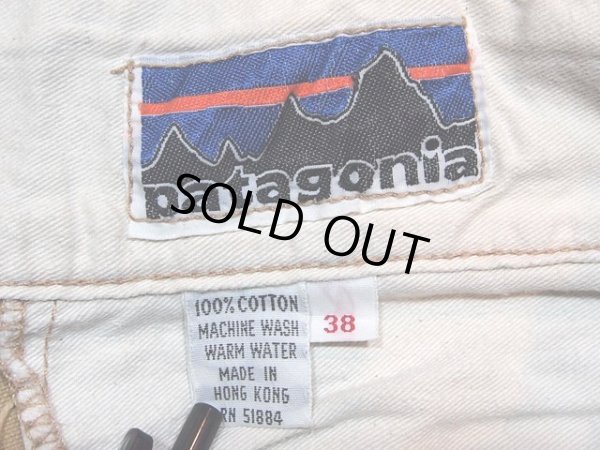 patagonia
SOLD OUT
100% COTTON
MACHINE WASH
WARM WATER
MADE IN
HONG KONG
RN 51884
38